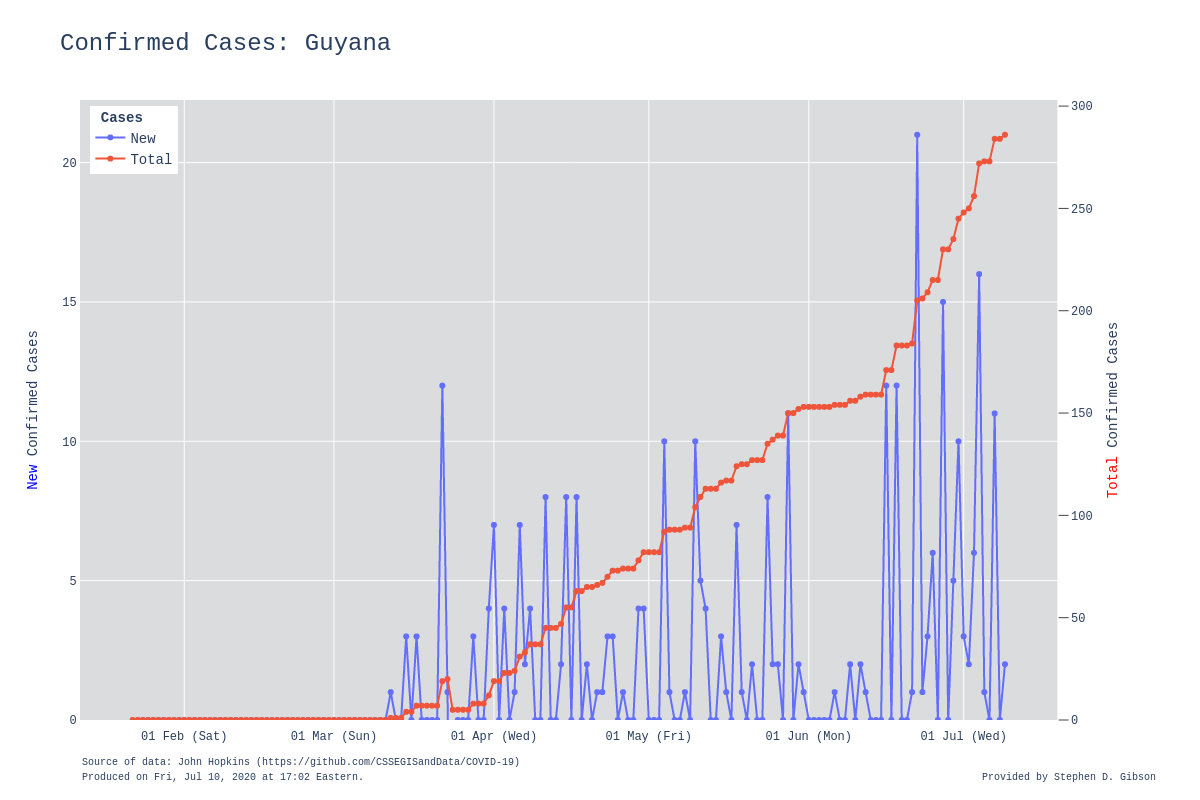 Confirmed Cases: Guyana
Cases
New
Total
20
15
10
5
0
300
250
200
150
100
50
0
New Confirmed Cases
Total Confirmed Cases
01 Feb (Sat)
01 Mar (Sun)
01 Apr (Wed)
01 May (Fri)
01 Jun (Mon)
01 Jul (Wed)
Source of data: John Hopkins (https://github.com/CSSEGISandData/COVID-19)
Produced on Fri, Jul 10, 2020 at 17:02 Eastern.
Provided by Stephen D. Gibson